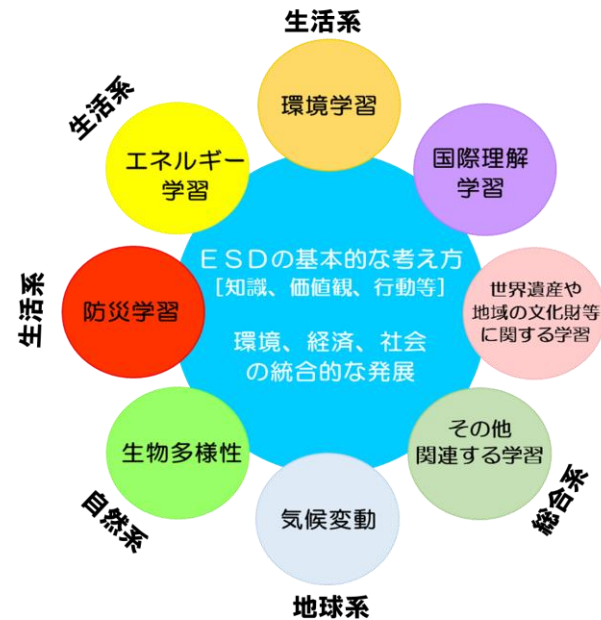 生活系
環境学習
生活系
エネルギー
学習
国際理解
学習
ＥＳＤの基本的な考え方
[知識、価値観、行動等]
環境、経済、社会
の統合的な発展
生活系
防災学習
世界遺産や
地域の文化財等
に関する学習
生物多様性
自然系
その他
関連する学習
総合系
気候変動
地球系